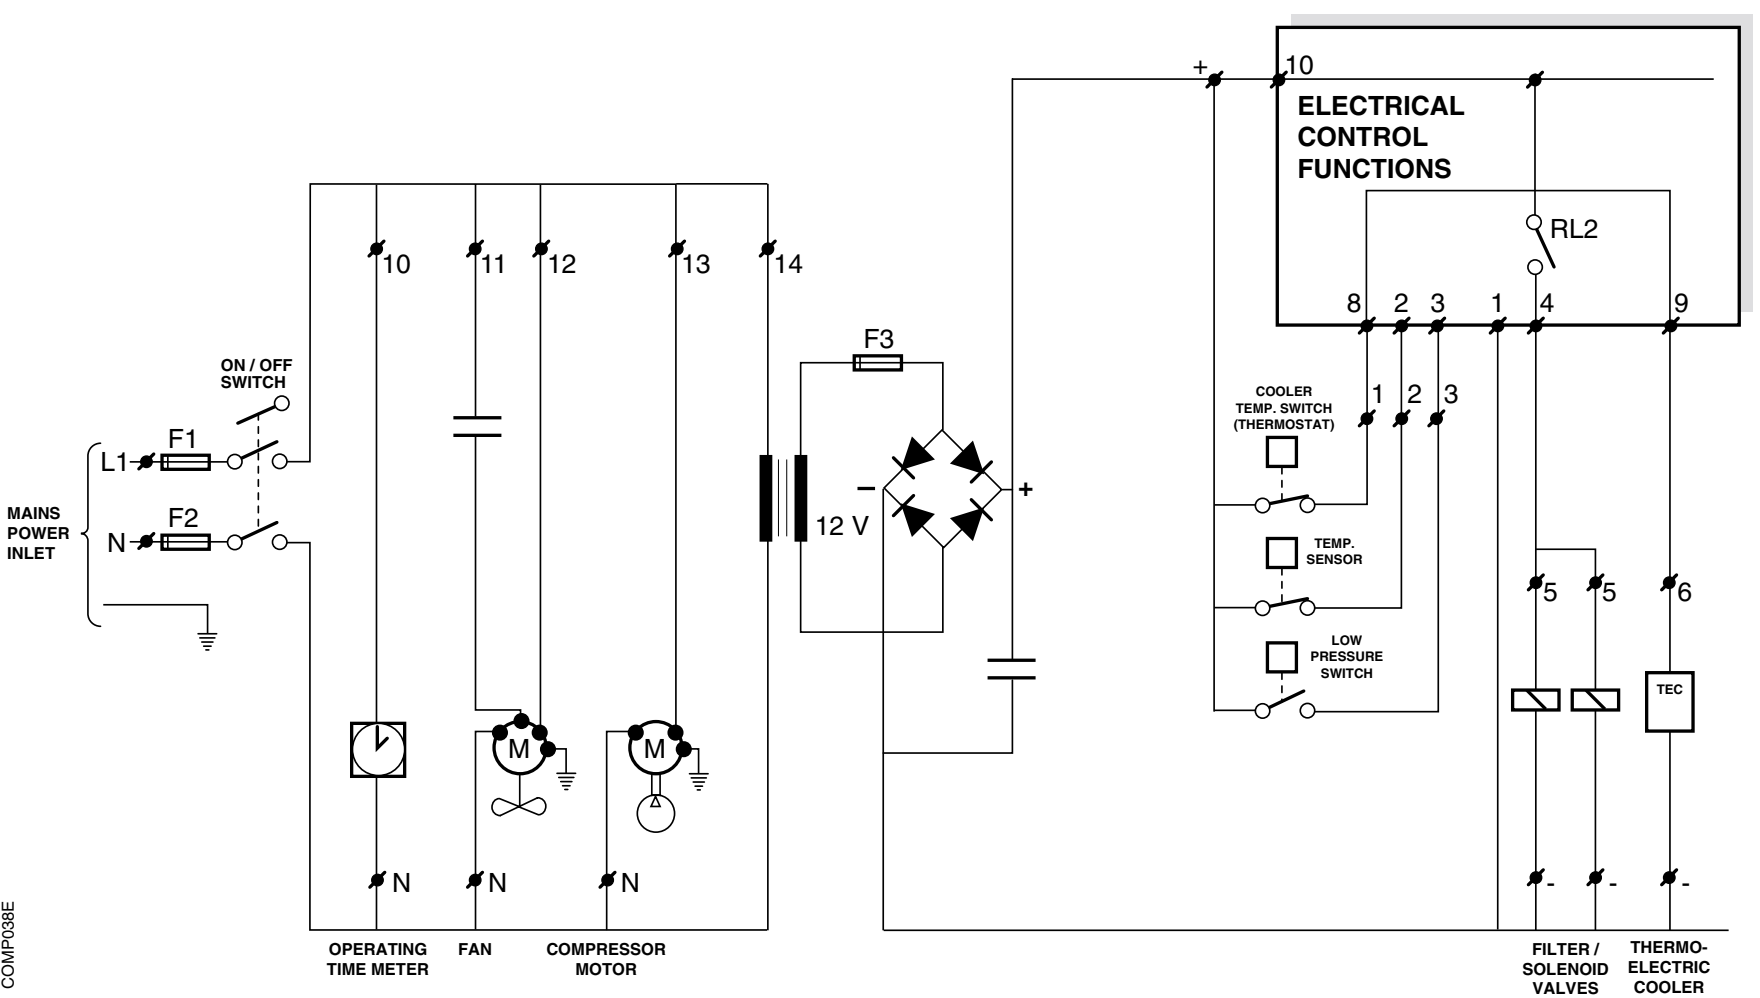 +
10
ELECTRICAL
CONTROL
FUNCTIONS
RL2
8 2 3 1 4 9
10 11 12 13 14
F3
ON / OFF
SWITCH
COOLER
TEMP. SWITCH
(THERMOSTAT)
1 2 3
L1
F1
MAINS
POWER
INLET
N
F2
12 V
–
+
TEMP.
SENSOR
5 5 6
LOW
PRESSURE
SWITCH
TEC
M M
N N N
- - -
OPERATING
TIME METER
FAN
COMPRESSOR
MOTOR
FILTER /
SOLENOID
VALVES
THERMO-
ELECTRIC
COOLER
COMP038E